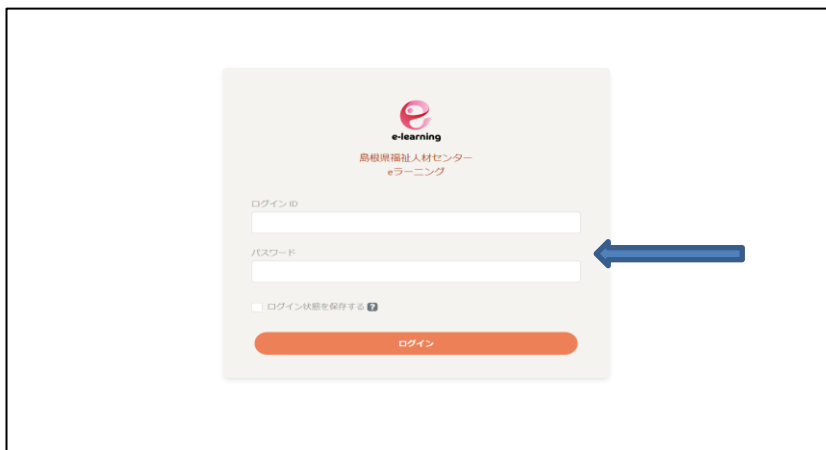 e-learning
島根県福祉人材センター
eラーニング
ログイン ID
パスワード
ログイン状態を保存する ?
ログイン